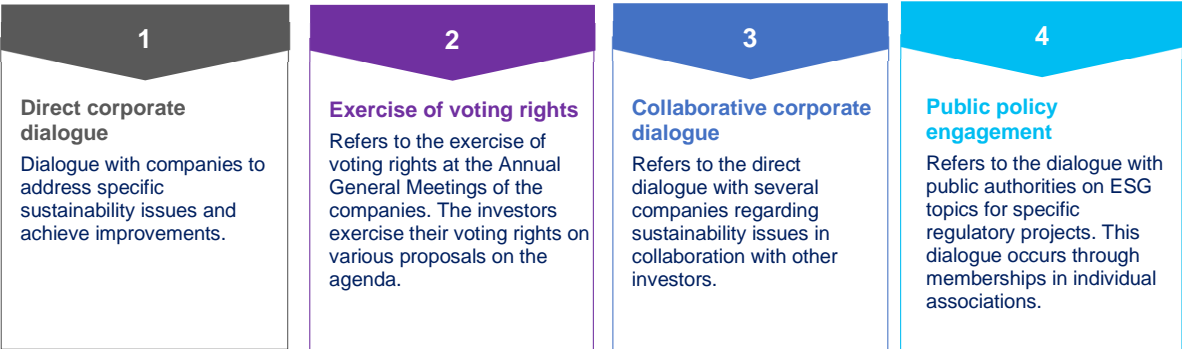 1
Direct corporate
dialogue
Dialogue with companies to
address specific
sustainability issues and
achieve improvements.
2
Exercise of voting rights
Refers to the exercise of
voting rights at the Annual
General Meetings of the
companies. The investors
exercise their voting rights on
various proposals on the
agenda.
3
Collaborative corporate
dialogue
Refers to the direct
dialogue with several
companies regarding
sustainability issues in
collaboration with other
investors.
4
Public policy
engagement
Refers to the dialogue with
public authorities on ESG
topics for specific
regulatory projects. This
dialogue occurs through
memberships in individual
associations.